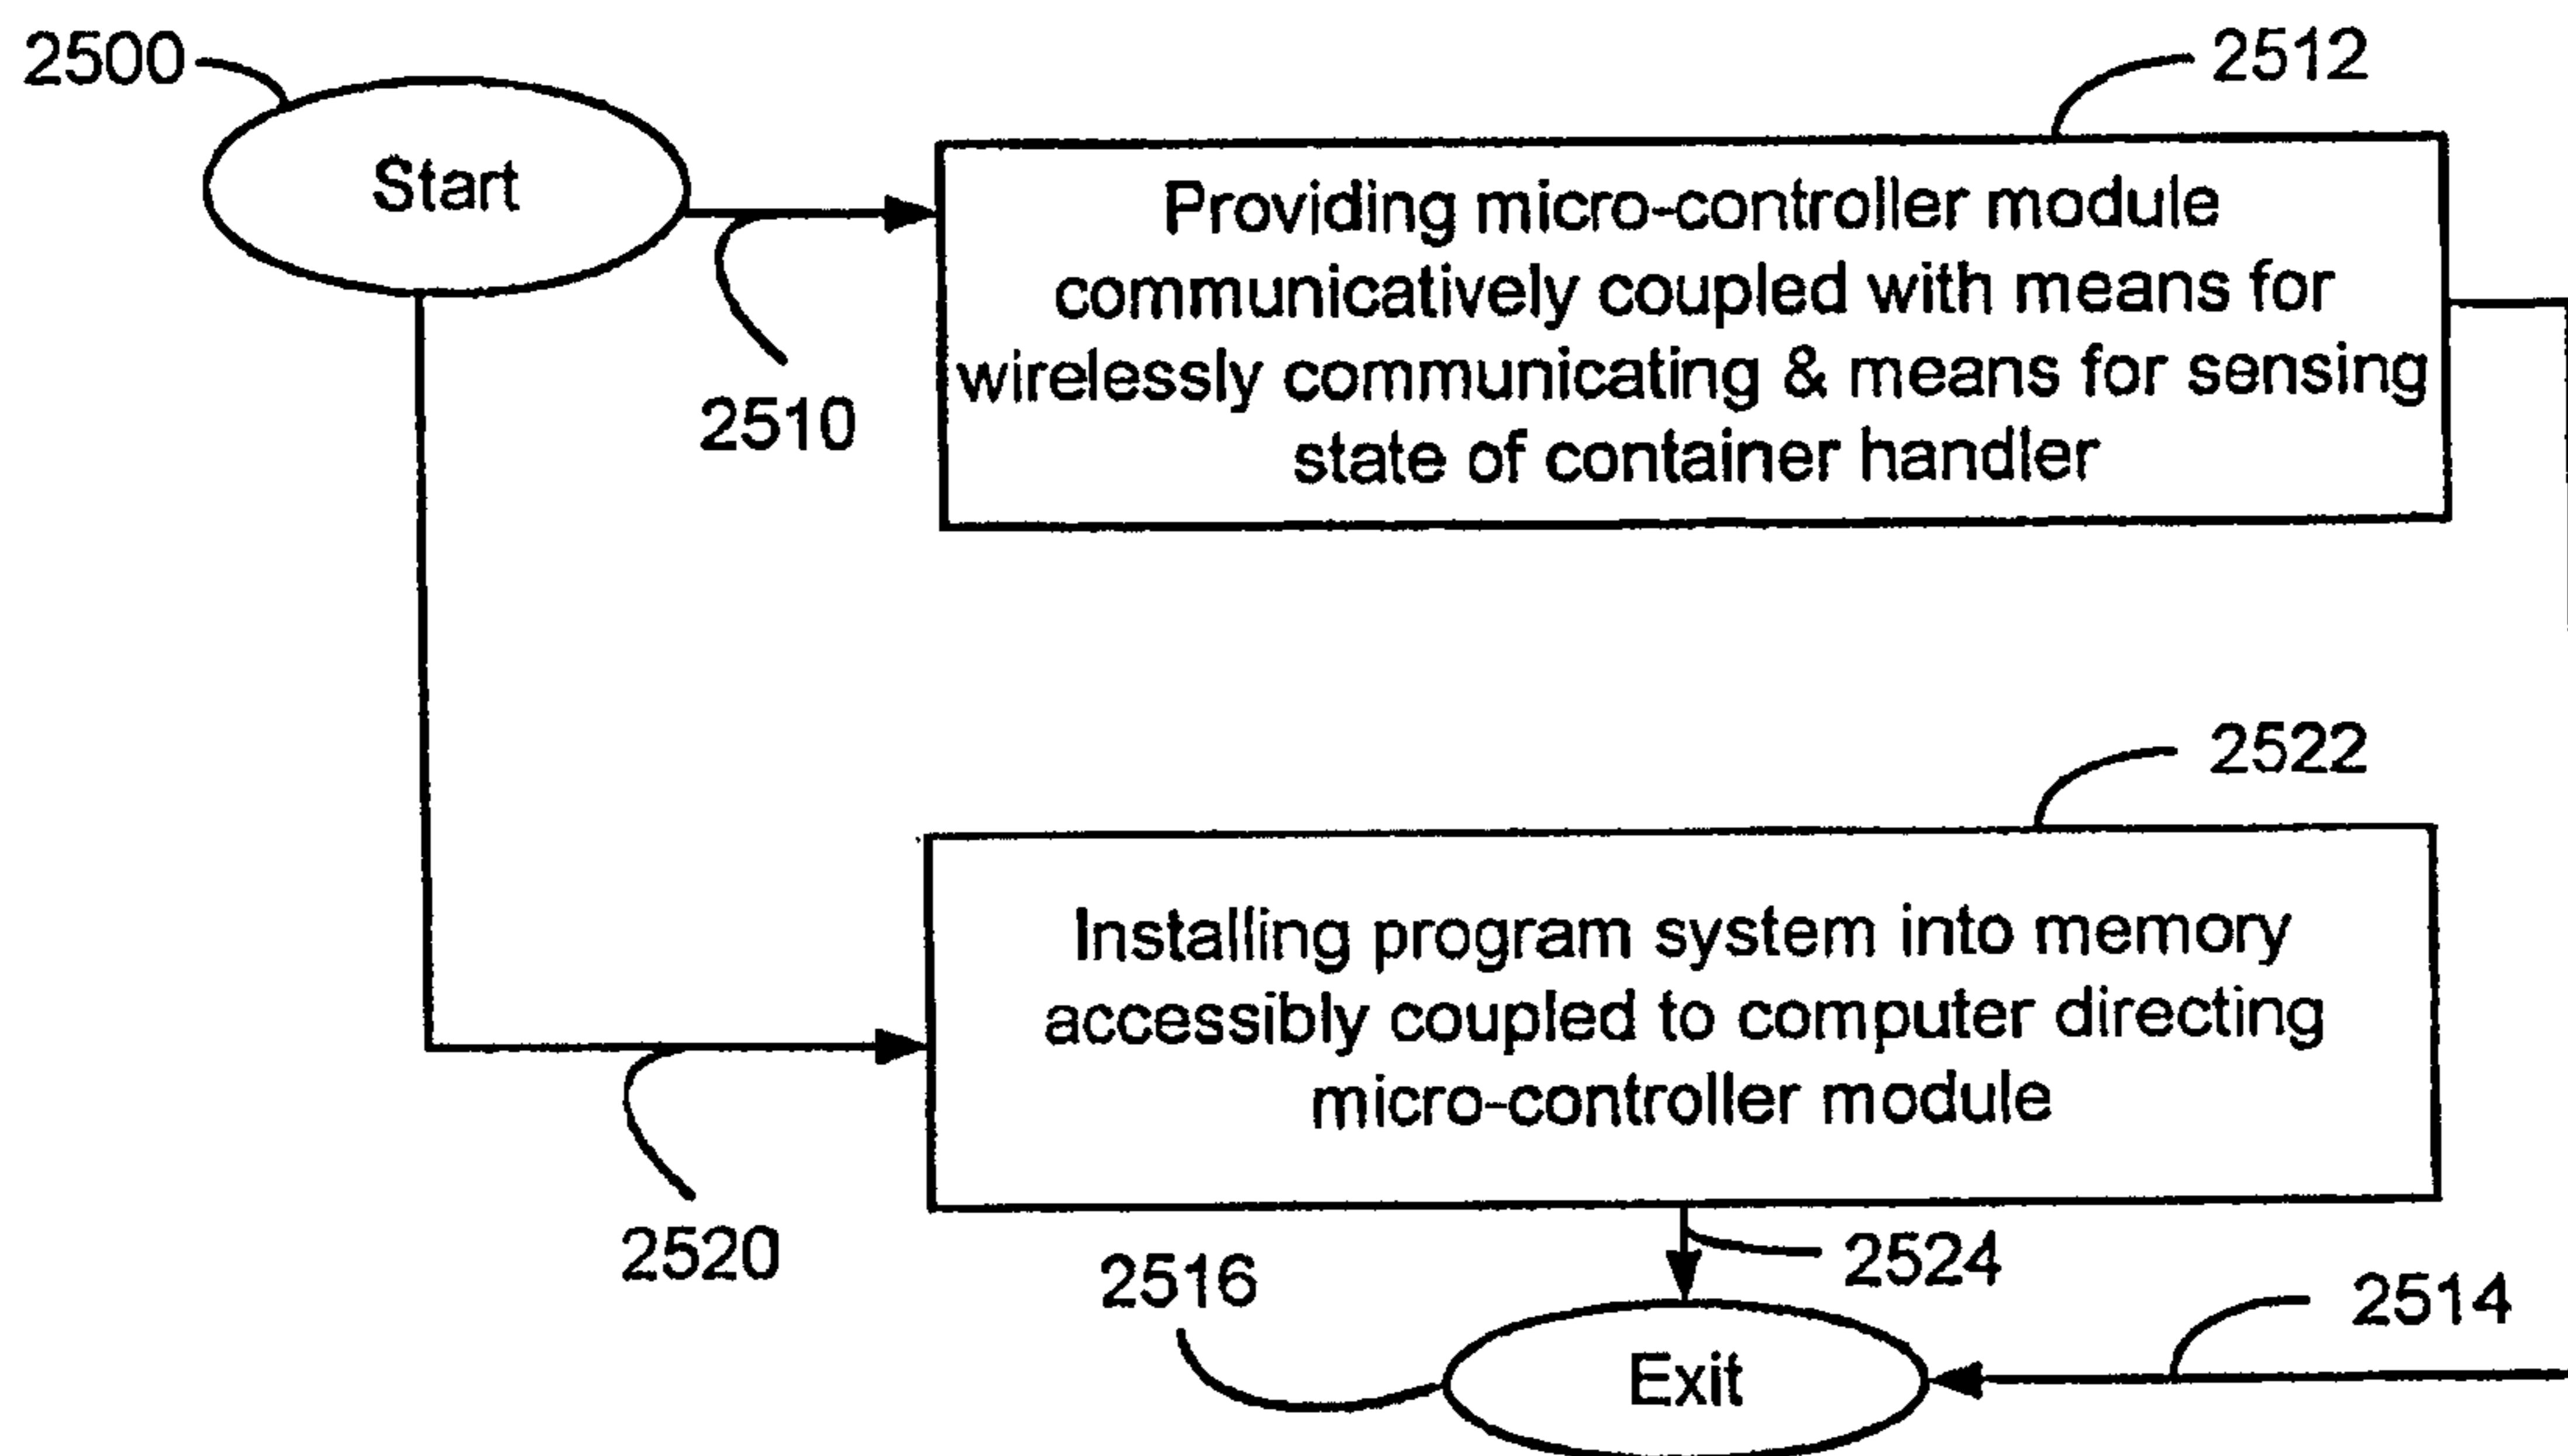 2500
2512
Start
Providing micro-controller module
communicatively coupled with means for
wirelessly communicating & means for sensing
state of container handler
2510
2522
Installing program system into memory
accessibly coupled to computer directing
micro-controller module
2520
2524
2516
2514
Exit